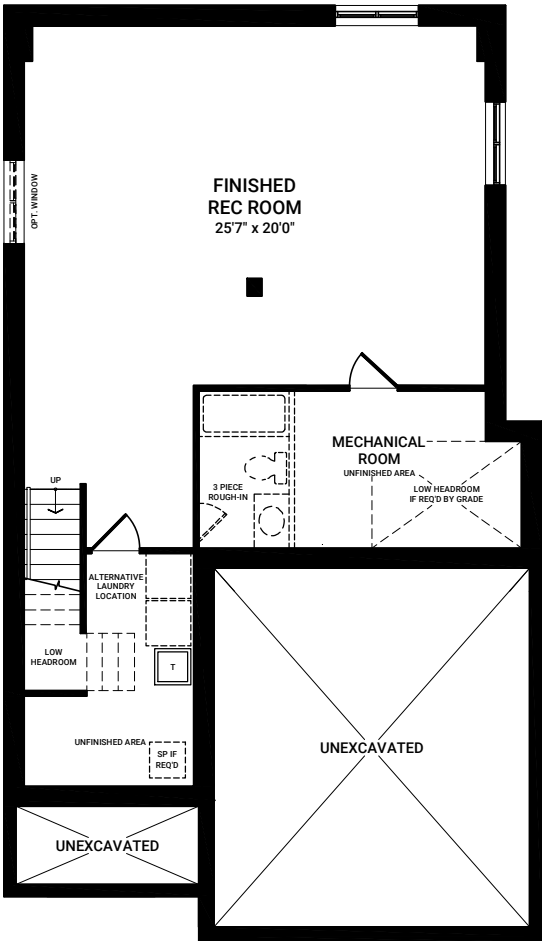 OPT. WINDOW
FINISHED
REC ROOM
25'7" x 20'0"
MECHANICAL
ROOM
UNFINISHED AREA
LOW HEADROOM
IF REQ'D BY GRADE
3 PIECE
ROUGH-IN
UP
ALTERNATIVE
LAUNDRY
LOCATION
LOW
HEADROOM
T
UNFINISHED AREA
SP IF
REQ'D
UNEXCAVATED
UNEXCAVATED